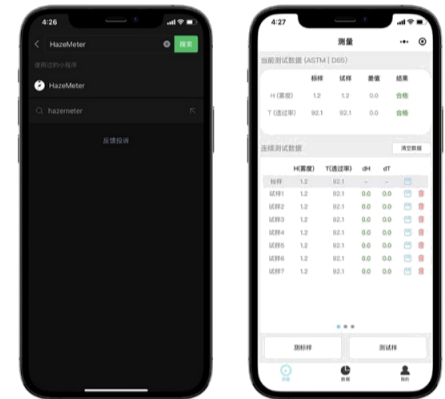 4:26
HazeMeter
搜索
使用过的小程序
HazeMeter
hazemeter
反馈投诉
4:27
测量
当前测试数据 (ASTM | D65)
标样 试样 差值 结果
H (雾度) 1.2 1.2 0.0 合格
T (透过率) 92.1 92.1 0.0 合格
连续测试数据 清空数据
H(雾度) T(透过率) dH dT
标样 1.2 92.1 - -
试样1 1.2 92.1 0.0 0.0
试样2 1.2 92.1 0.0 0.0
试样3 1.2 92.1 0.0 0.0
试样4 1.2 92.1 0.0 0.0
试样5 1.2 92.1 0.0 0.0
试样6 1.2 92.1 0.0 0.0
试样7 1.2 92.1 0.0 0.0
测标样 测试样
测量 数据 我的